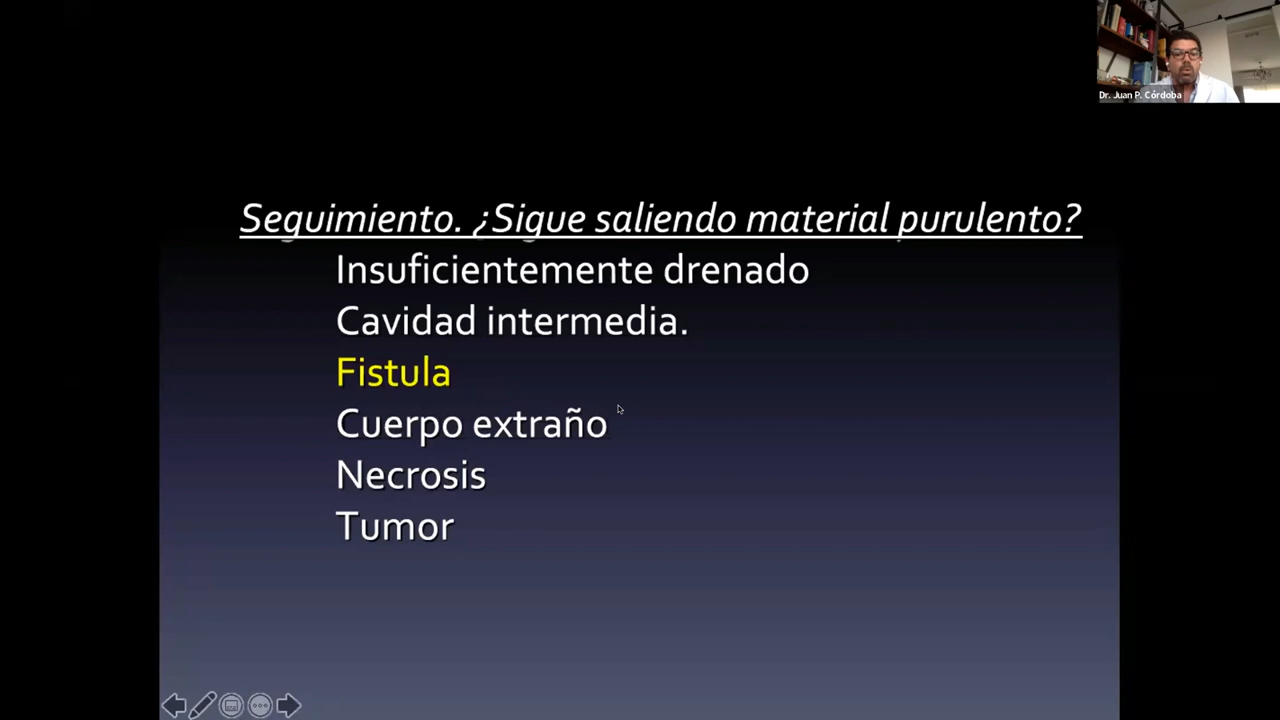 Dr. Juan P. Córdoba
Seguimiento. ¿Sigue saliendo material purulento?
Insuficientemente drenado
Cavidad intermedia.
Fistula
Cuerpo extraño
Necrosis
Tumor